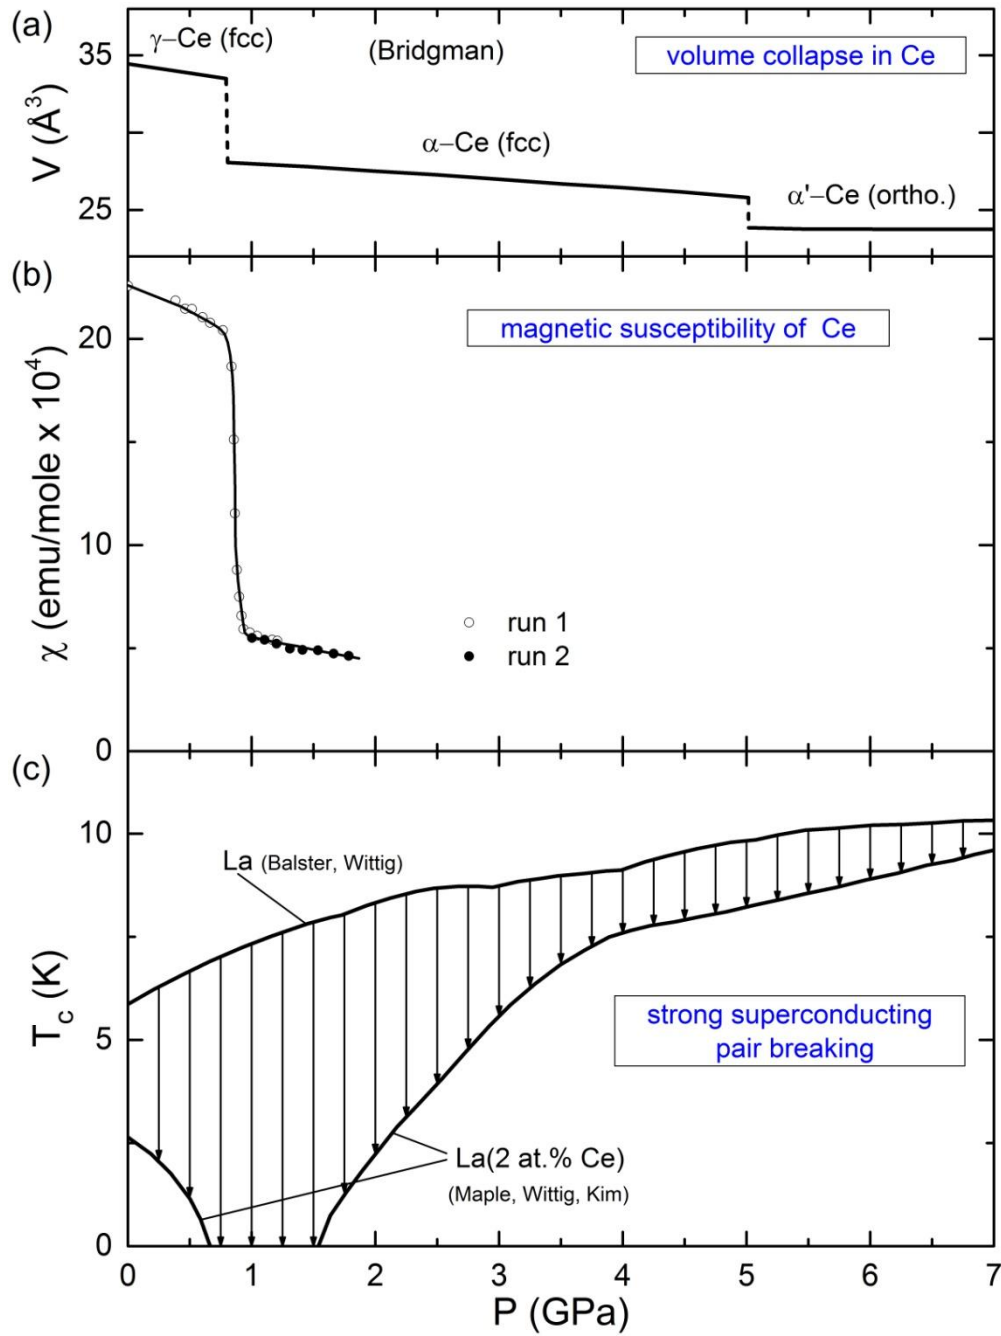 (a)
γ−Ce (fcc)
(Bridgman)
volume collapse in Ce
35
V (Å³)
α−Ce (fcc)
α'−Ce (ortho.)
25
(b)
magnetic susceptibility of Ce
20
χ (emu/mole x 10⁴)
10
run 1
run 2
0
(c)
10
La (Balster, Wittig)
T_c (K)
5
strong superconducting
pair breaking
La(2 at.% Ce)
(Maple, Wittig, Kim)
0
0 1 2 3 4 5 6 7
P (GPa)